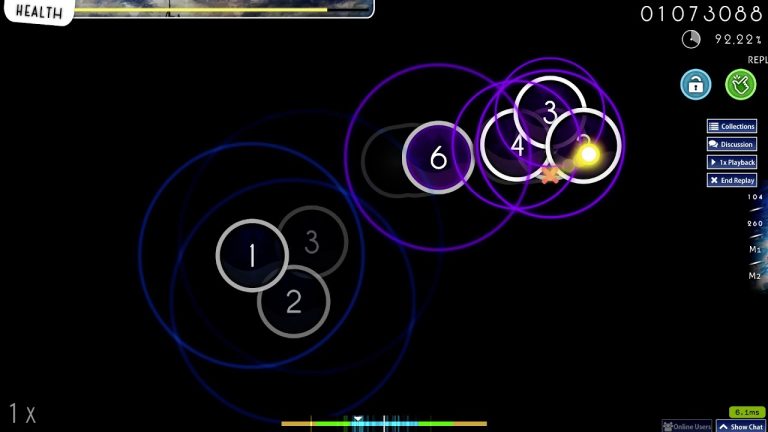 HEALTH
01073088
92.22%
REPL
Collections
Discussion
1x Playback
End Replay
104
260
M1
M2
3
4
6
1
3
2
1x
6.1ms
Online Users
Show Chat